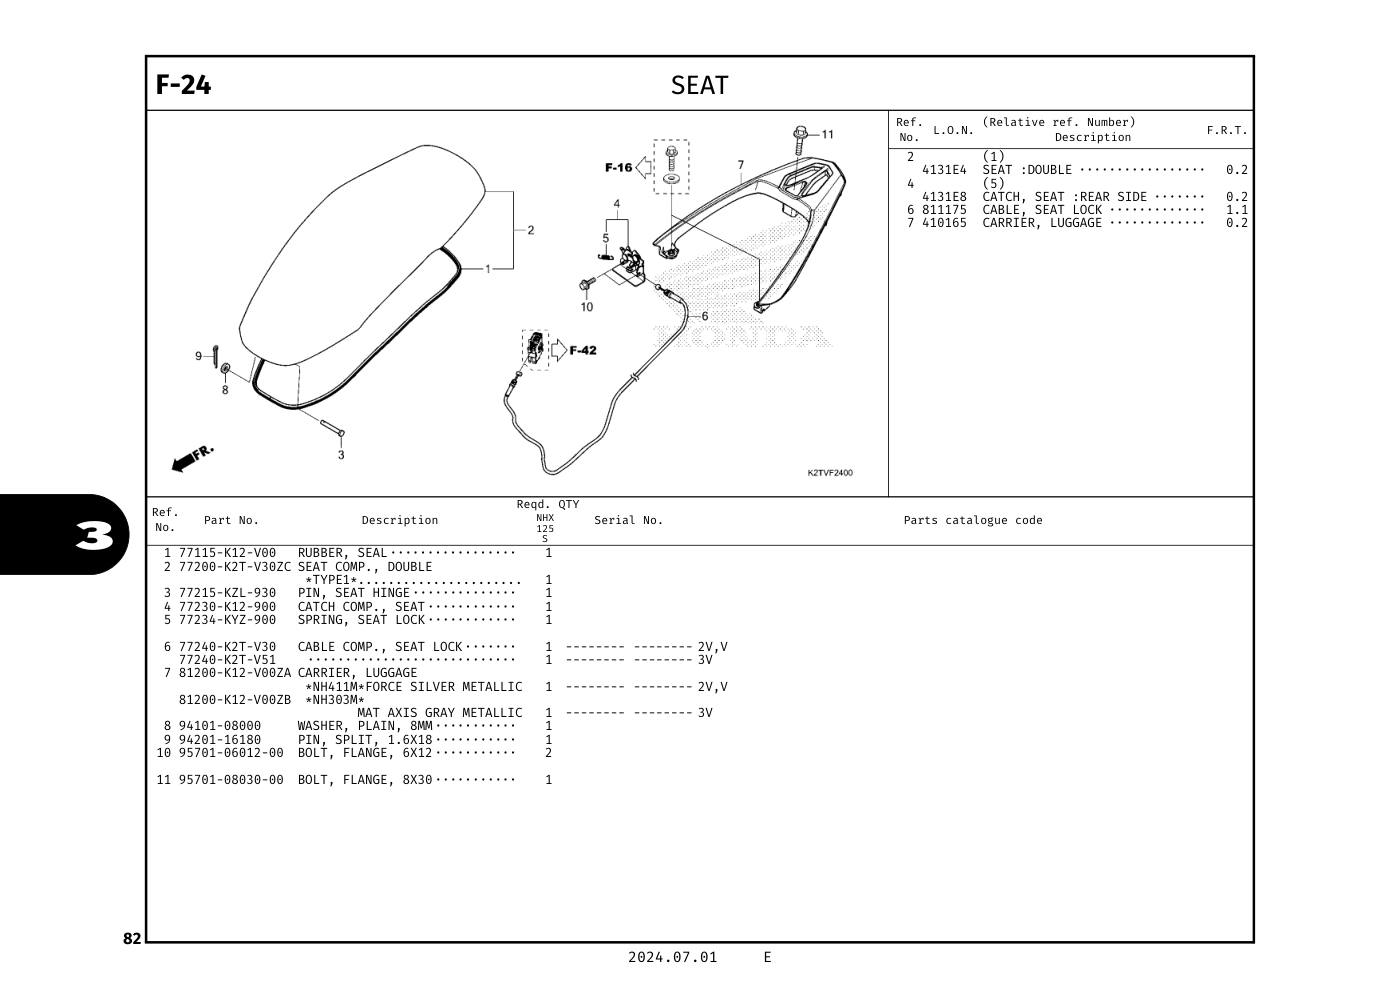 F-24
SEAT
11
F-16
7
4
5
2
1
10
6
HONDA
F-42
9
8
3
FR.
K2TVF2400
Ref. No. L.O.N. (Relative ref. Number) Description F.R.T.
2 (1)
4131E4 SEAT :DOUBLE ················· 0.2
4 (5)
4131E8 CATCH, SEAT :REAR SIDE ······· 0.2
6 811175 CABLE, SEAT LOCK ············· 1.1
7 410165 CARRIER, LUGGAGE ············· 0.2
3
Ref. No. Part No. Description Reqd. QTY NHX 125 S Serial No. Parts catalogue code
1 77115-K12-V00 RUBBER, SEAL················· 1
2 77200-K2T-V30ZC SEAT COMP., DOUBLE
*TYPE1*...................... 1
3 77215-KZL-930 PIN, SEAT HINGE·············· 1
4 77230-K12-900 CATCH COMP., SEAT············ 1
5 77234-KYZ-900 SPRING, SEAT LOCK············ 1
6 77240-K2T-V30 CABLE COMP., SEAT LOCK······· 1 -------- -------- 2V,V
77240-K2T-V51 ···························· 1 -------- -------- 3V
7 81200-K12-V00ZA CARRIER, LUGGAGE
*NH411M*FORCE SILVER METALLIC 1 -------- -------- 2V,V
81200-K12-V00ZB *NH303M*
MAT AXIS GRAY METALLIC 1 -------- -------- 3V
8 94101-08000 WASHER, PLAIN, 8MM··········· 1
9 94201-16180 PIN, SPLIT, 1.6X18··········· 1
10 95701-06012-00 BOLT, FLANGE, 6X12··········· 2
11 95701-08030-00 BOLT, FLANGE, 8X30··········· 1
82
2024.07.01 E